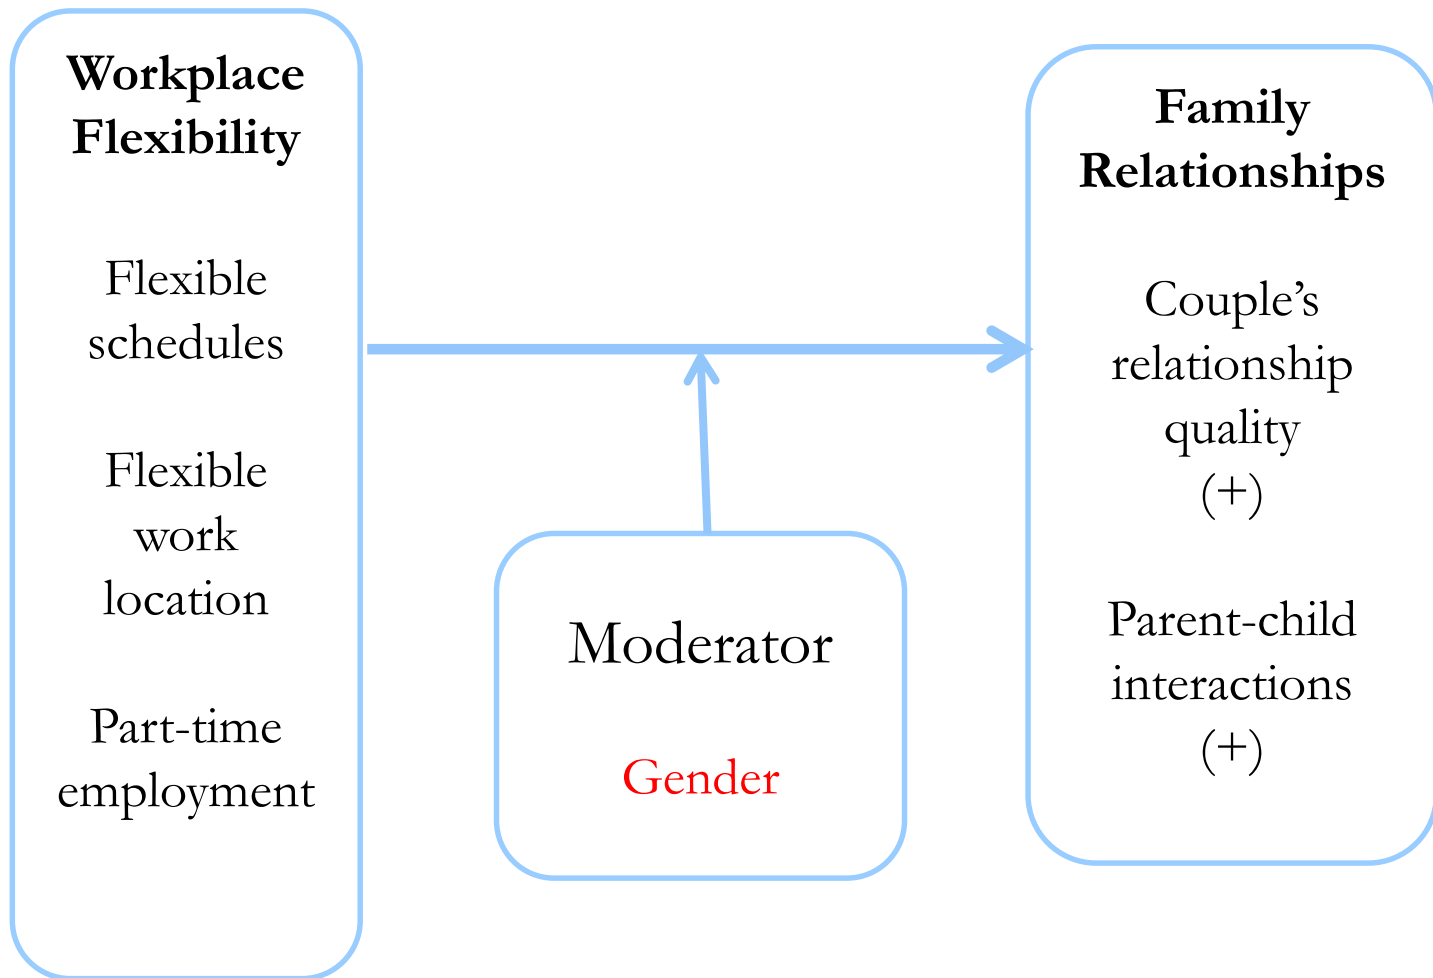 Workplace
Flexibility
Flexible
schedules
Flexible
work
location
Part-time
employment
Moderator
Gender
Family
Relationships
Couple’s
relationship
quality
(+)
Parent-child
interactions
(+)